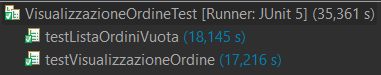 VisualizzazioneOrdineTest [Runner: JUnit 5] (35,361 s)
testListaOrdiniVuota (18,145 s)
testVisualizzazioneOrdine (17,216 s)